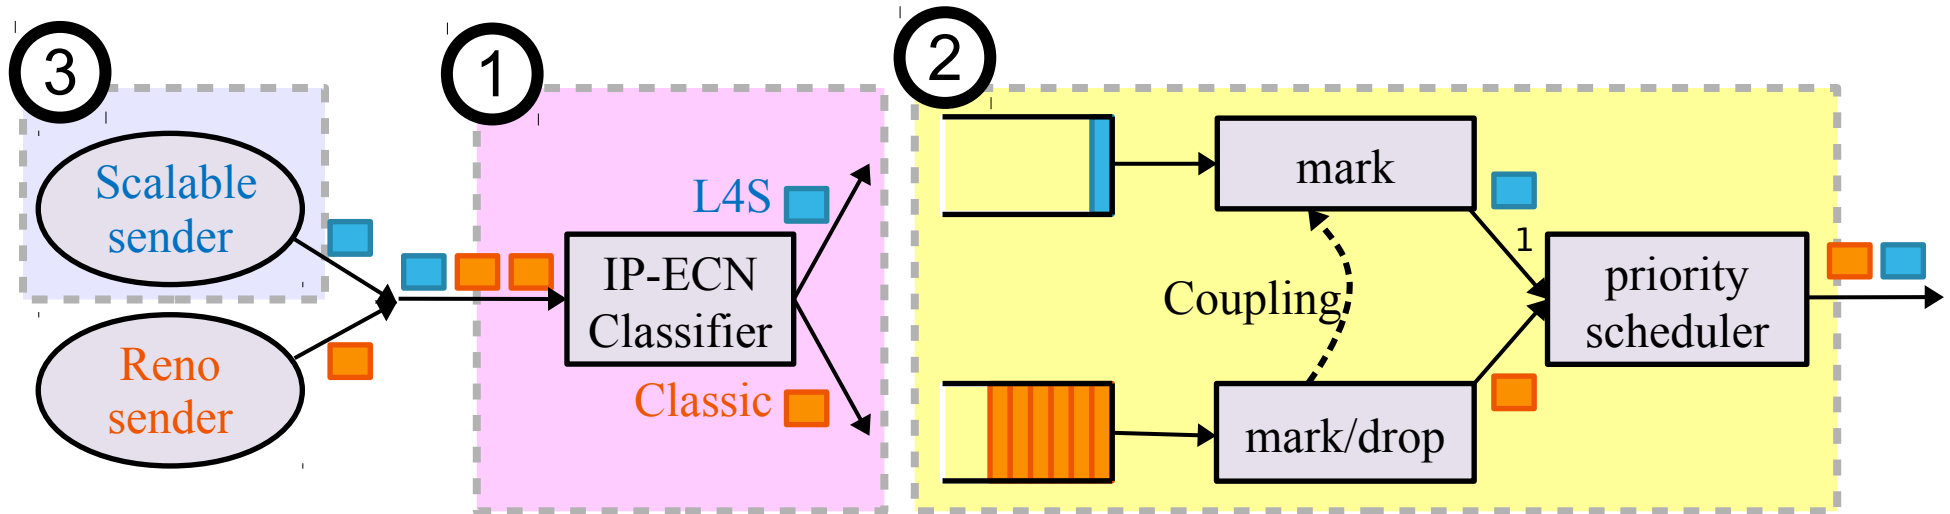 3
1
2
Scalable
sender
Reno
sender
L4S
IP-ECN
Classifier
Classic
mark
1
Coupling
mark/drop
priority
scheduler